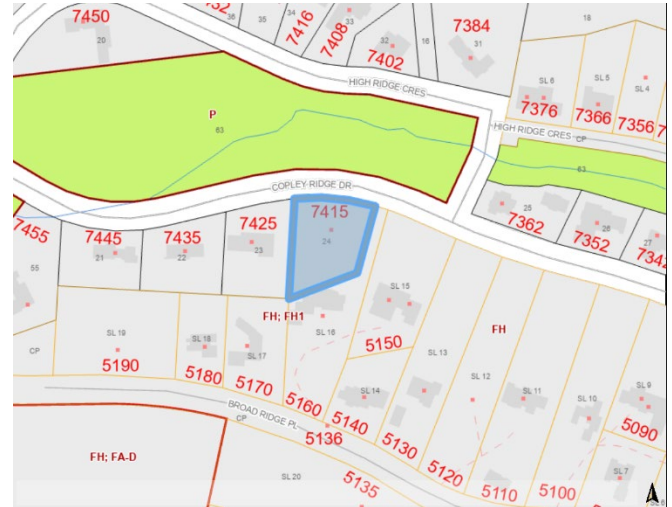 7450
20
36
35
34
7416
33
7408
32
7402
16
7384
31
18
SL 6
7376
SL 5
7366
SL 4
7356
HIGH RIDGE CRES
HIGH RIDGE CRES
CP
P
63
63
COPLEY RIDGE DR
7415
24
7425
23
7435
22
7445
21
7455
55
25
7362
26
7352
27
FH; FH1
FH
SL 15
5150
SL 16
SL 13
SL 12
SL 11
SL 10
SL 9
5090
SL 7
SL 14
SL 17
SL 18
SL 19
CP
5190
5180
5170
5160
5140
5130
5120
5110
5100
BROAD RIDGE PL
CP
5136
SL 20
5135
FH; FA-D